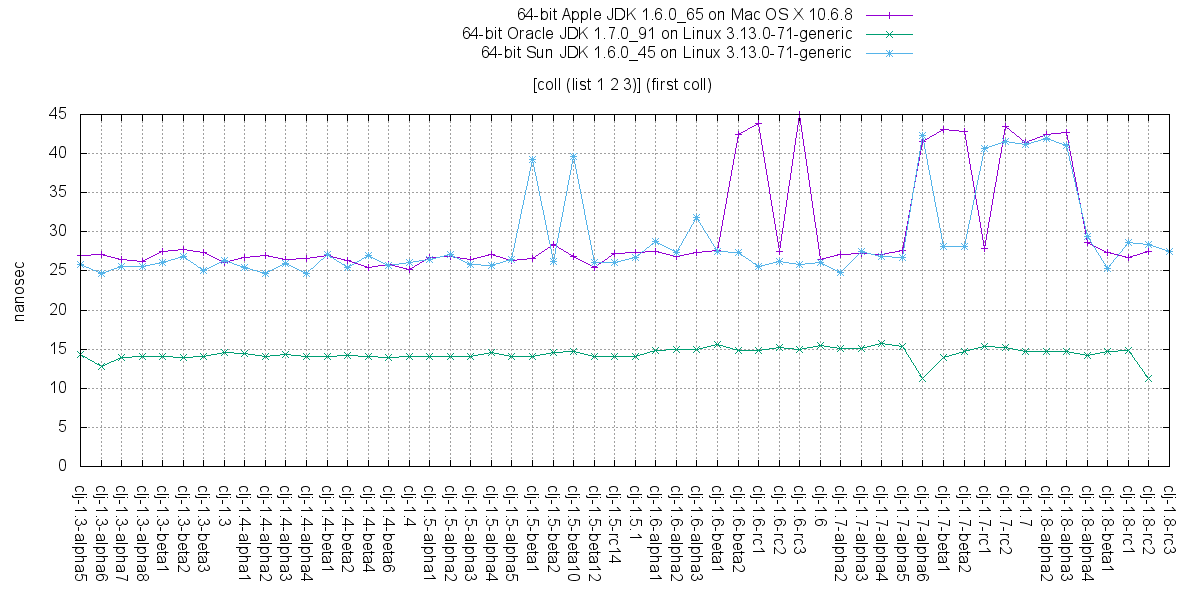 64-bit Apple JDK 1.6.0_65 on Mac OS X 10.6.8
64-bit Oracle JDK 1.7.0_91 on Linux 3.13.0-71-generic
64-bit Sun JDK 1.6.0_45 on Linux 3.13.0-71-generic
[coll (list 1 2 3)] (first coll)
45
40
35
30
25
20
15
10
5
0
nanosec
clj-1.3-alpha5
clj-1.3-alpha6
clj-1.3-alpha7
clj-1.3-alpha8
clj-1.3-beta1
clj-1.3-beta2
clj-1.3-beta3
clj-1.3
clj-1.4-alpha1
clj-1.4-alpha2
clj-1.4-alpha3
clj-1.4-alpha4
clj-1.4-beta1
clj-1.4-beta2
clj-1.4-beta4
clj-1.4-beta6
clj-1.4
clj-1.5-alpha1
clj-1.5-alpha2
clj-1.5-alpha3
clj-1.5-alpha4
clj-1.5-alpha5
clj-1.5-beta1
clj-1.5-beta2
clj-1.5-beta10
clj-1.5-beta12
clj-1.5-rc14
clj-1.5.1
clj-1.6-alpha1
clj-1.6-alpha2
clj-1.6-alpha3
clj-1.6-beta1
clj-1.6-beta2
clj-1.6-rc1
clj-1.6-rc2
clj-1.6-rc3
clj-1.6
clj-1.7-alpha2
clj-1.7-alpha3
clj-1.7-alpha4
clj-1.7-alpha5
clj-1.7-alpha6
clj-1.7-beta1
clj-1.7-beta2
clj-1.7-rc1
clj-1.7-rc2
clj-1.7
clj-1.8-alpha2
clj-1.8-alpha3
clj-1.8-alpha4
clj-1.8-beta1
clj-1.8-rc1
clj-1.8-rc2
clj-1.8-rc3